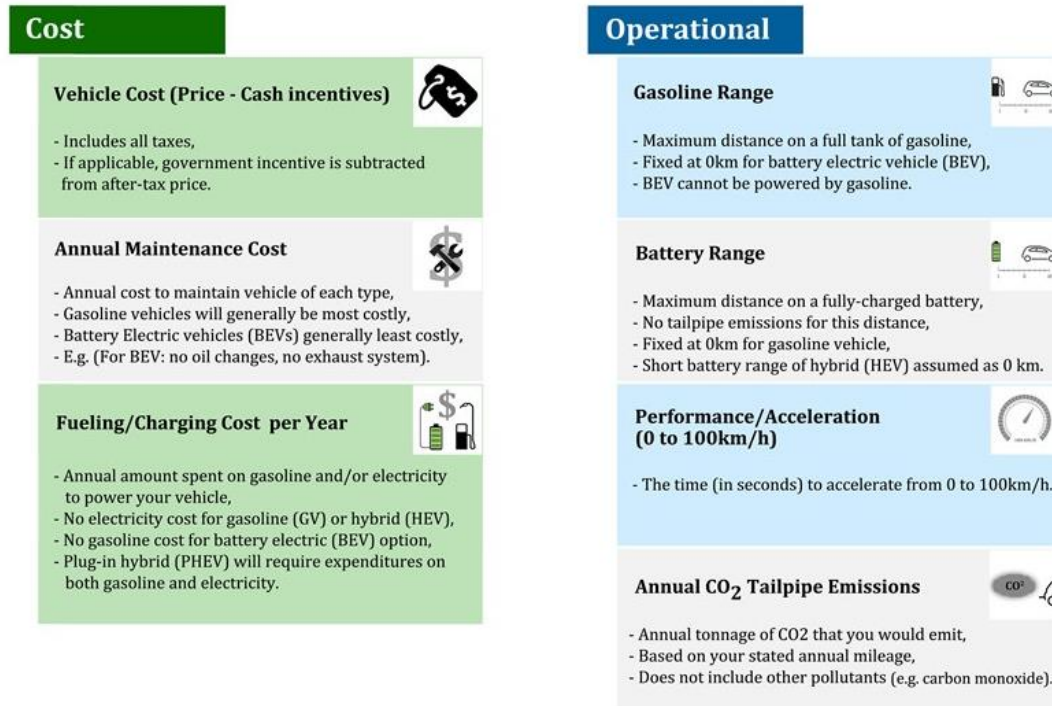 Cost
Vehicle Cost (Price - Cash incentives)
- Includes all taxes,
- If applicable, government incentive is subtracted
from after-tax price.
Annual Maintenance Cost
- Annual cost to maintain vehicle of each type,
- Gasoline vehicles will generally be most costly,
- Battery Electric vehicles (BEVs) generally least costly,
- E.g. (For BEV: no oil changes, no exhaust system).
Fueling/Charging Cost per Year
- Annual amount spent on gasoline and/or electricity
to power your vehicle,
- No electricity cost for gasoline (GV) or hybrid (HEV),
- No gasoline cost for battery electric (BEV) option,
- Plug-in hybrid (PHEV) will require expenditures on
both gasoline and electricity.
Operational
Gasoline Range
- Maximum distance on a full tank of gasoline,
- Fixed at 0km for battery electric vehicle (BEV),
- BEV cannot be powered by gasoline.
Battery Range
- Maximum distance on a fully-charged battery,
- No tailpipe emissions for this distance,
- Fixed at 0km for gasoline vehicle,
- Short battery range of hybrid (HEV) assumed as 0 km.
Performance/Acceleration
(0 to 100km/h)
- The time (in seconds) to accelerate from 0 to 100km/h.
Annual CO2 Tailpipe Emissions
CO²
- Annual tonnage of CO2 that you would emit,
- Based on your stated annual mileage,
- Does not include other pollutants (e.g. carbon monoxide).